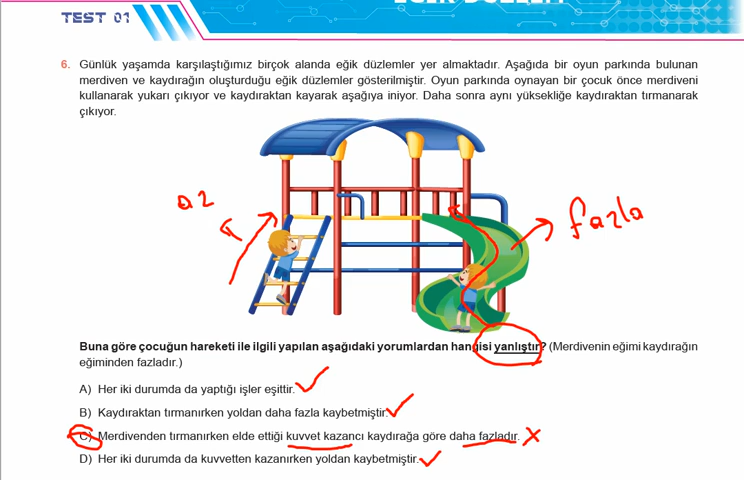 TEST 01
EĞİK DÜZLEM
6. Günlük yaşamda karşılaştığımız birçok alanda eğik düzlemler yer almaktadır. Aşağıda bir oyun parkında bulunan
merdiven ve kaydırağın oluşturduğu eğik düzlemler gösterilmiştir. Oyun parkında oynayan bir çocuk önce merdiveni
kullanarak yukarı çıkıyor ve kaydıraktan kayarak aşağıya iniyor. Daha sonra aynı yüksekliğe kaydıraktan tırmanarak
çıkıyor.
az
fazla
Buna göre çocuğun hareketi ile ilgili yapılan aşağıdaki yorumlardan hangisi yanlıştır? (Merdivenin eğimi kaydırağın
eğiminden fazladır.)
A) Her iki durumda da yaptığı işler eşittir.
B) Kaydıraktan tırmanırken yoldan daha fazla kaybetmiştir.
C) Merdivenden tırmanırken elde ettiği kuvvet kazancı kaydırağa göre daha fazladır.
D) Her iki durumda da kuvvetten kazanırken yoldan kaybetmiştir.